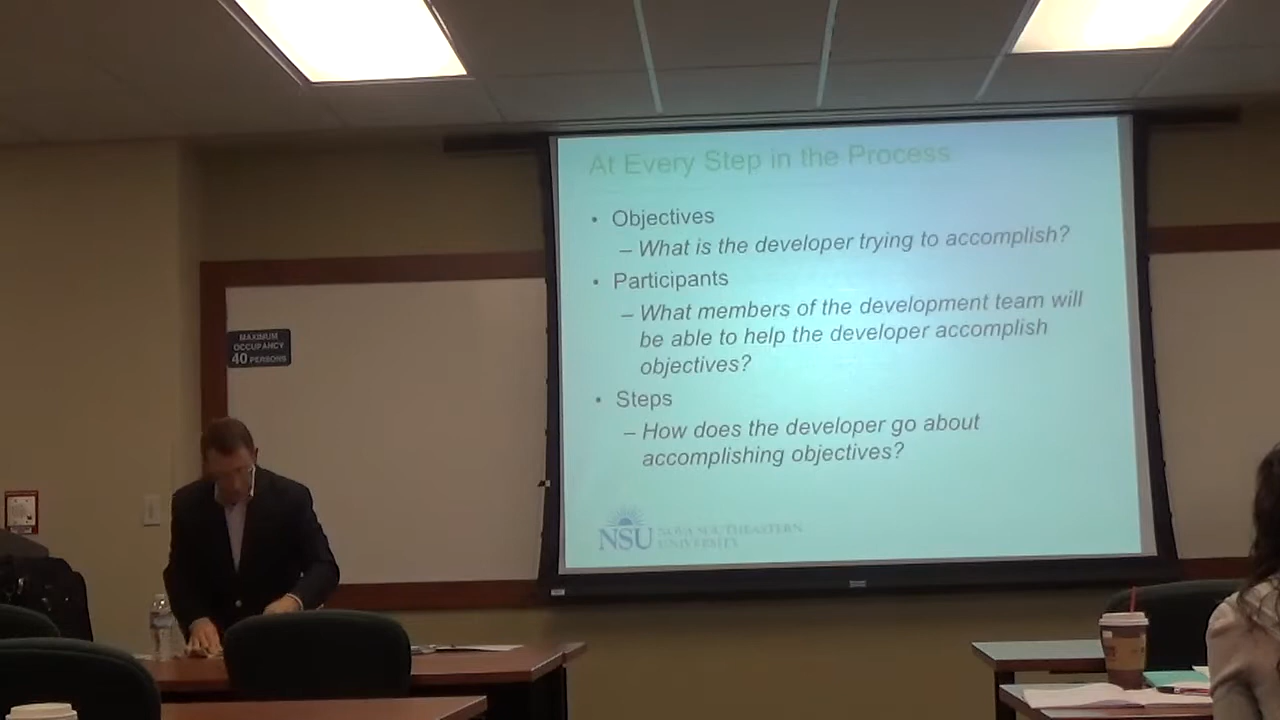 At Every Step in the Process
• Objectives
– What is the developer trying to accomplish?
• Participants
– What members of the development team will
be able to help the developer accomplish
objectives?
• Steps
– How does the developer go about
accomplishing objectives?
NSU NOVA SOUTHEASTERN
UNIVERSITY
MAXIMUM
OCCUPANCY
40 PERSONS